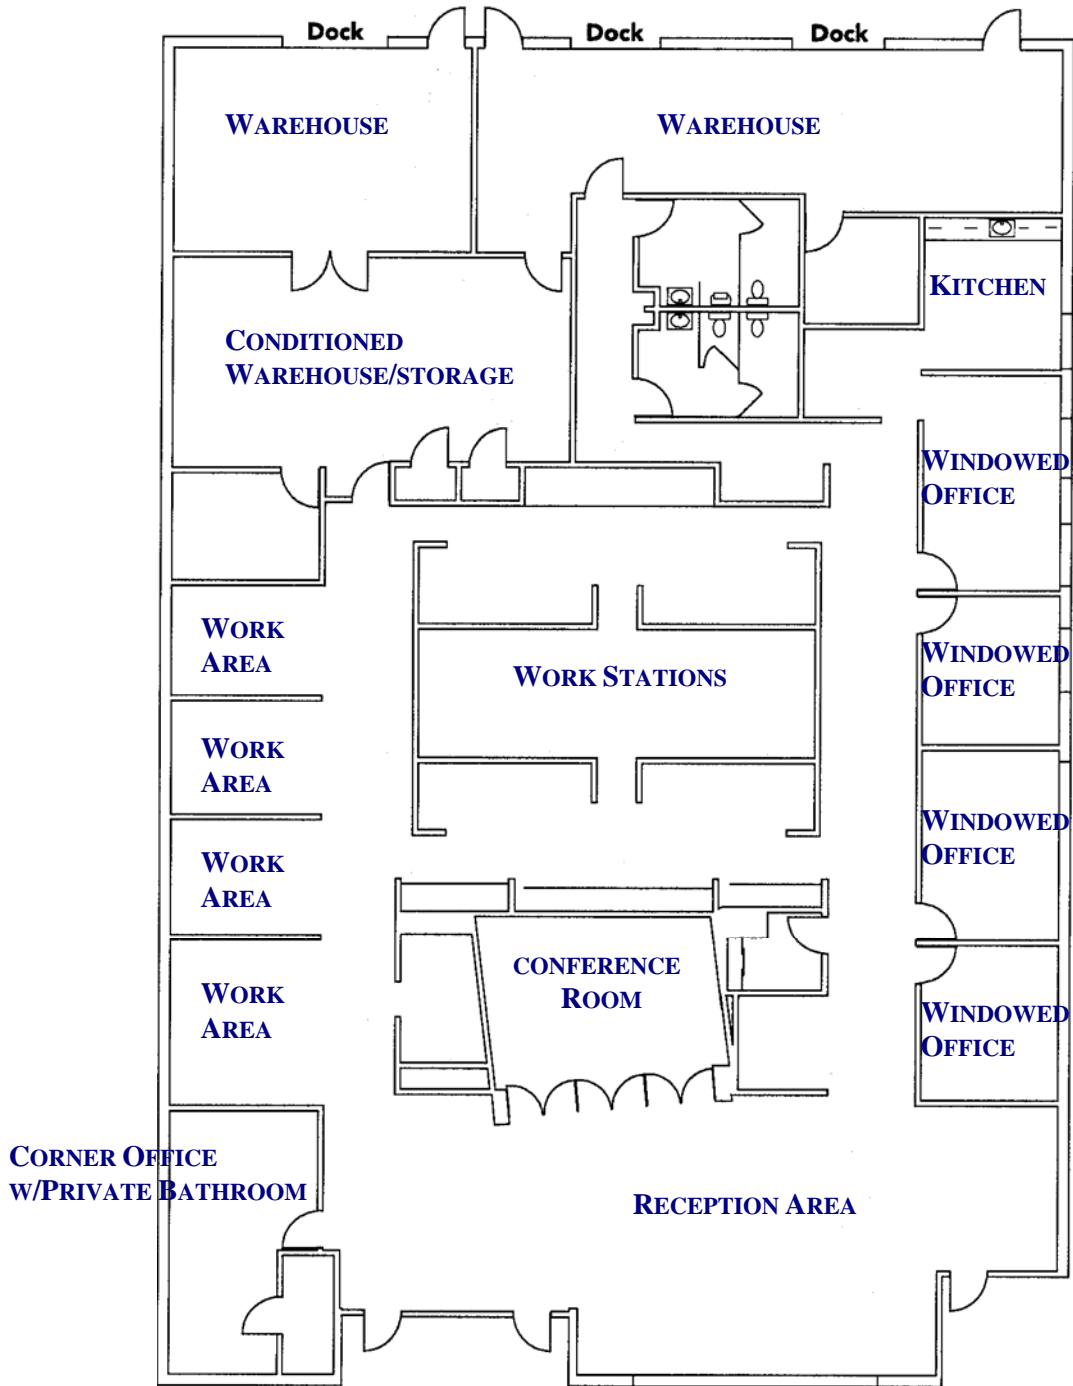 Dock
Dock
Dock
WAREHOUSE
WAREHOUSE
KITCHEN
CONDITIONED
WAREHOUSE/STORAGE
WINDOWED
OFFICE
WORK
AREA
WORK STATIONS
WINDOWED
OFFICE
WORK
AREA
WINDOWED
OFFICE
WORK
AREA
CONFERENCE
ROOM
WORK
AREA
WINDOWED
OFFICE
CORNER OFFICE
W/PRIVATE BATHROOM
RECEPTION AREA